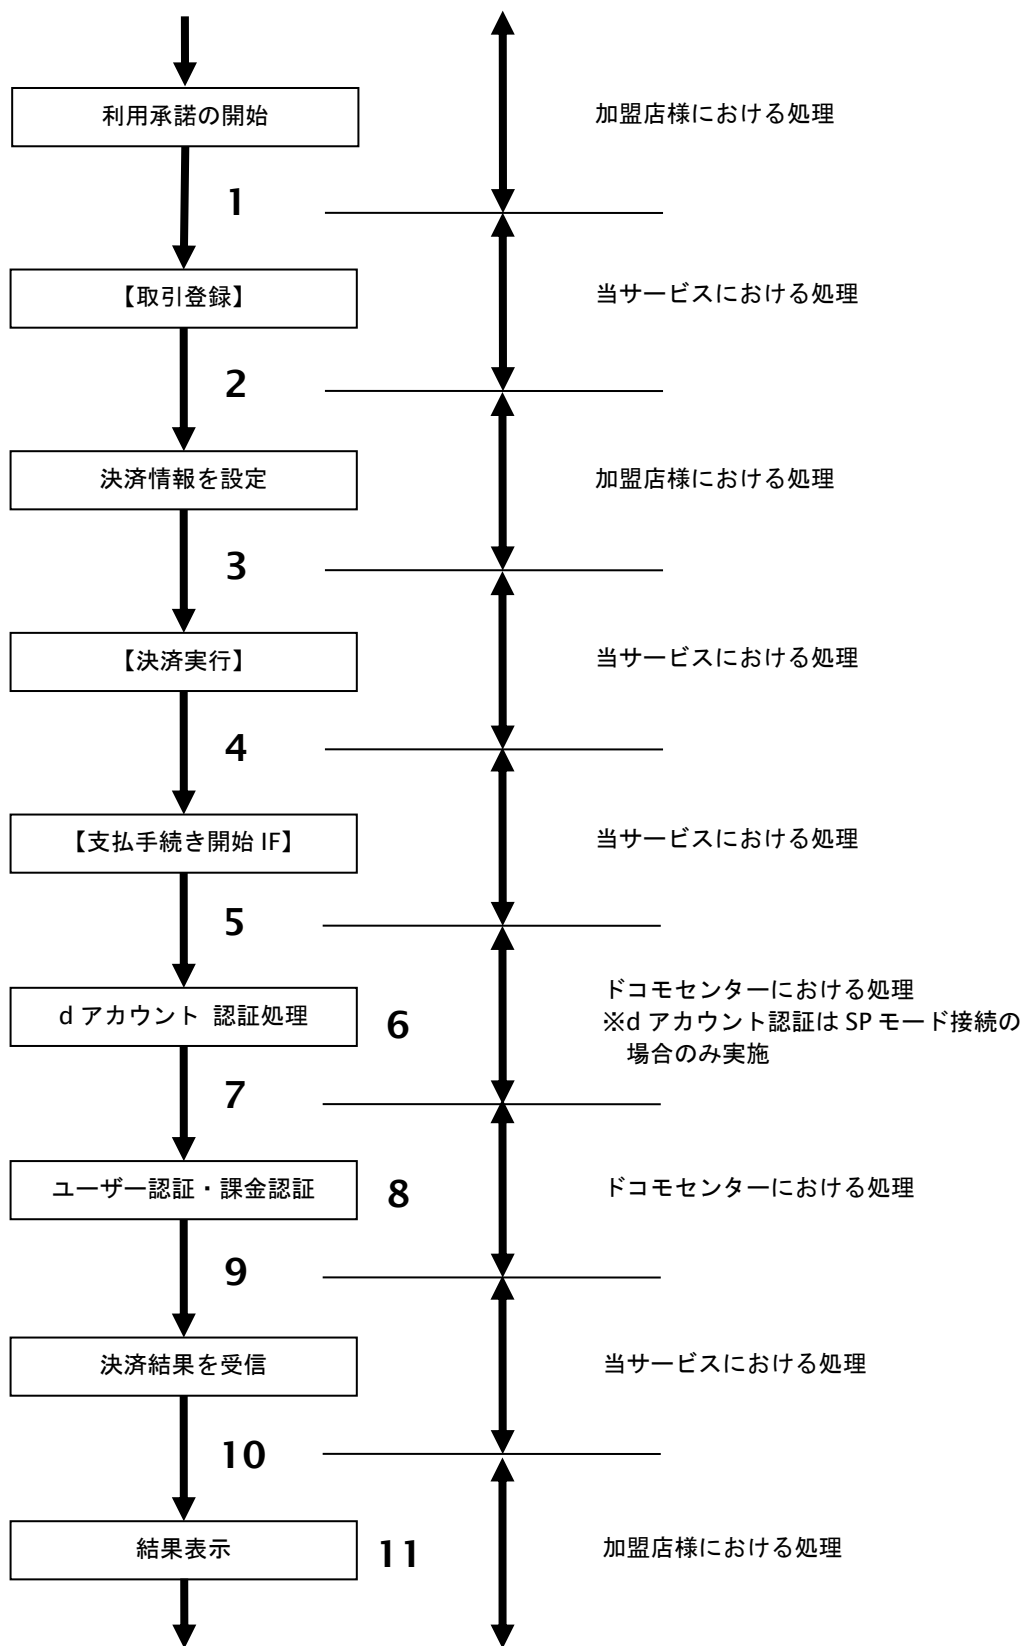 利用承諾の開始
加盟店様における処理
1
【取引登録】
当サービスにおける処理
2
決済情報を設定
加盟店様における処理
3
【決済実行】
当サービスにおける処理
4
【支払手続き開始 IF】
当サービスにおける処理
5
d アカウント 認証処理
6
ドコモセンターにおける処理
※d アカウント認証は SP モード接続の
場合のみ実施
7
ユーザー認証・課金認証
8
ドコモセンターにおける処理
9
決済結果を受信
当サービスにおける処理
10
結果表示
11
加盟店様における処理